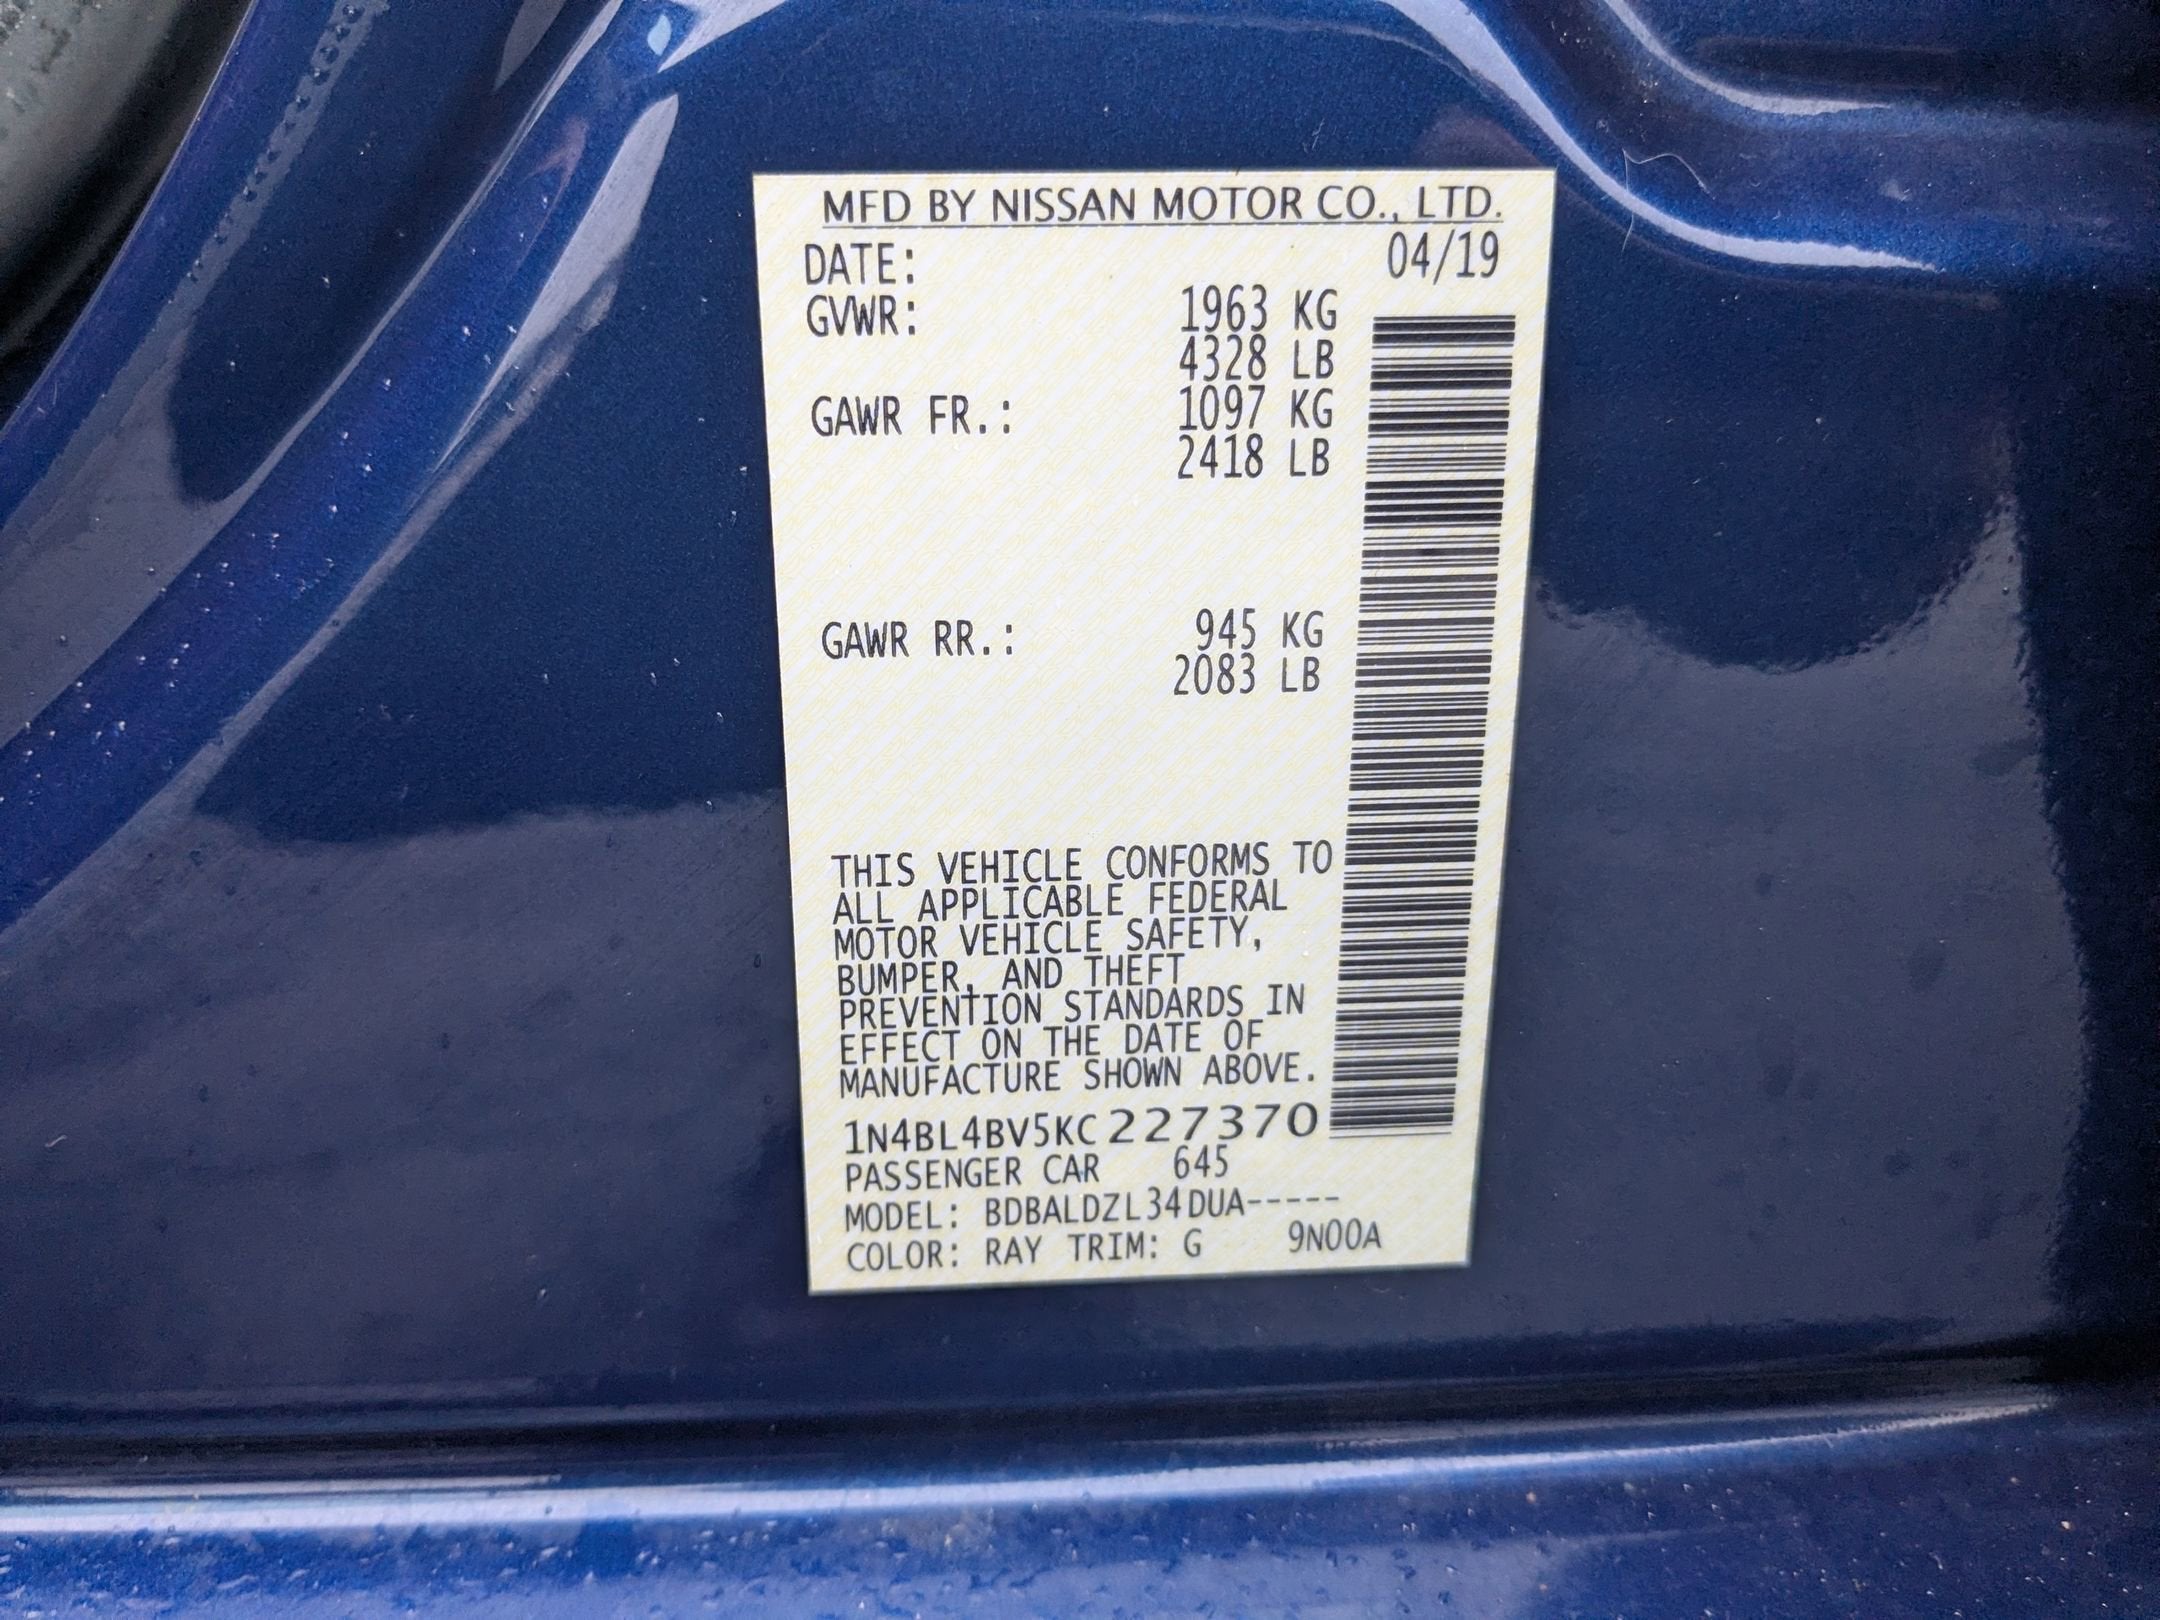 MFD BY NISSAN MOTOR CO., LTD.
DATE: 04/19
GVWR: 1963 KG
4328 LB
GAWR FR.: 1097 KG
2418 LB
GAWR RR.: 945 KG
2083 LB
THIS VEHICLE CONFORMS TO
ALL APPLICABLE FEDERAL
MOTOR VEHICLE SAFETY,
BUMPER, AND THEFT
PREVENTION STANDARDS IN
EFFECT ON THE DATE OF
MANUFACTURE SHOWN ABOVE.
1N4BL4BV5KC227370
PASSENGER CAR 645
MODEL: BDBALDZL34DUA-----
COLOR: RAY TRIM: G 9N00A